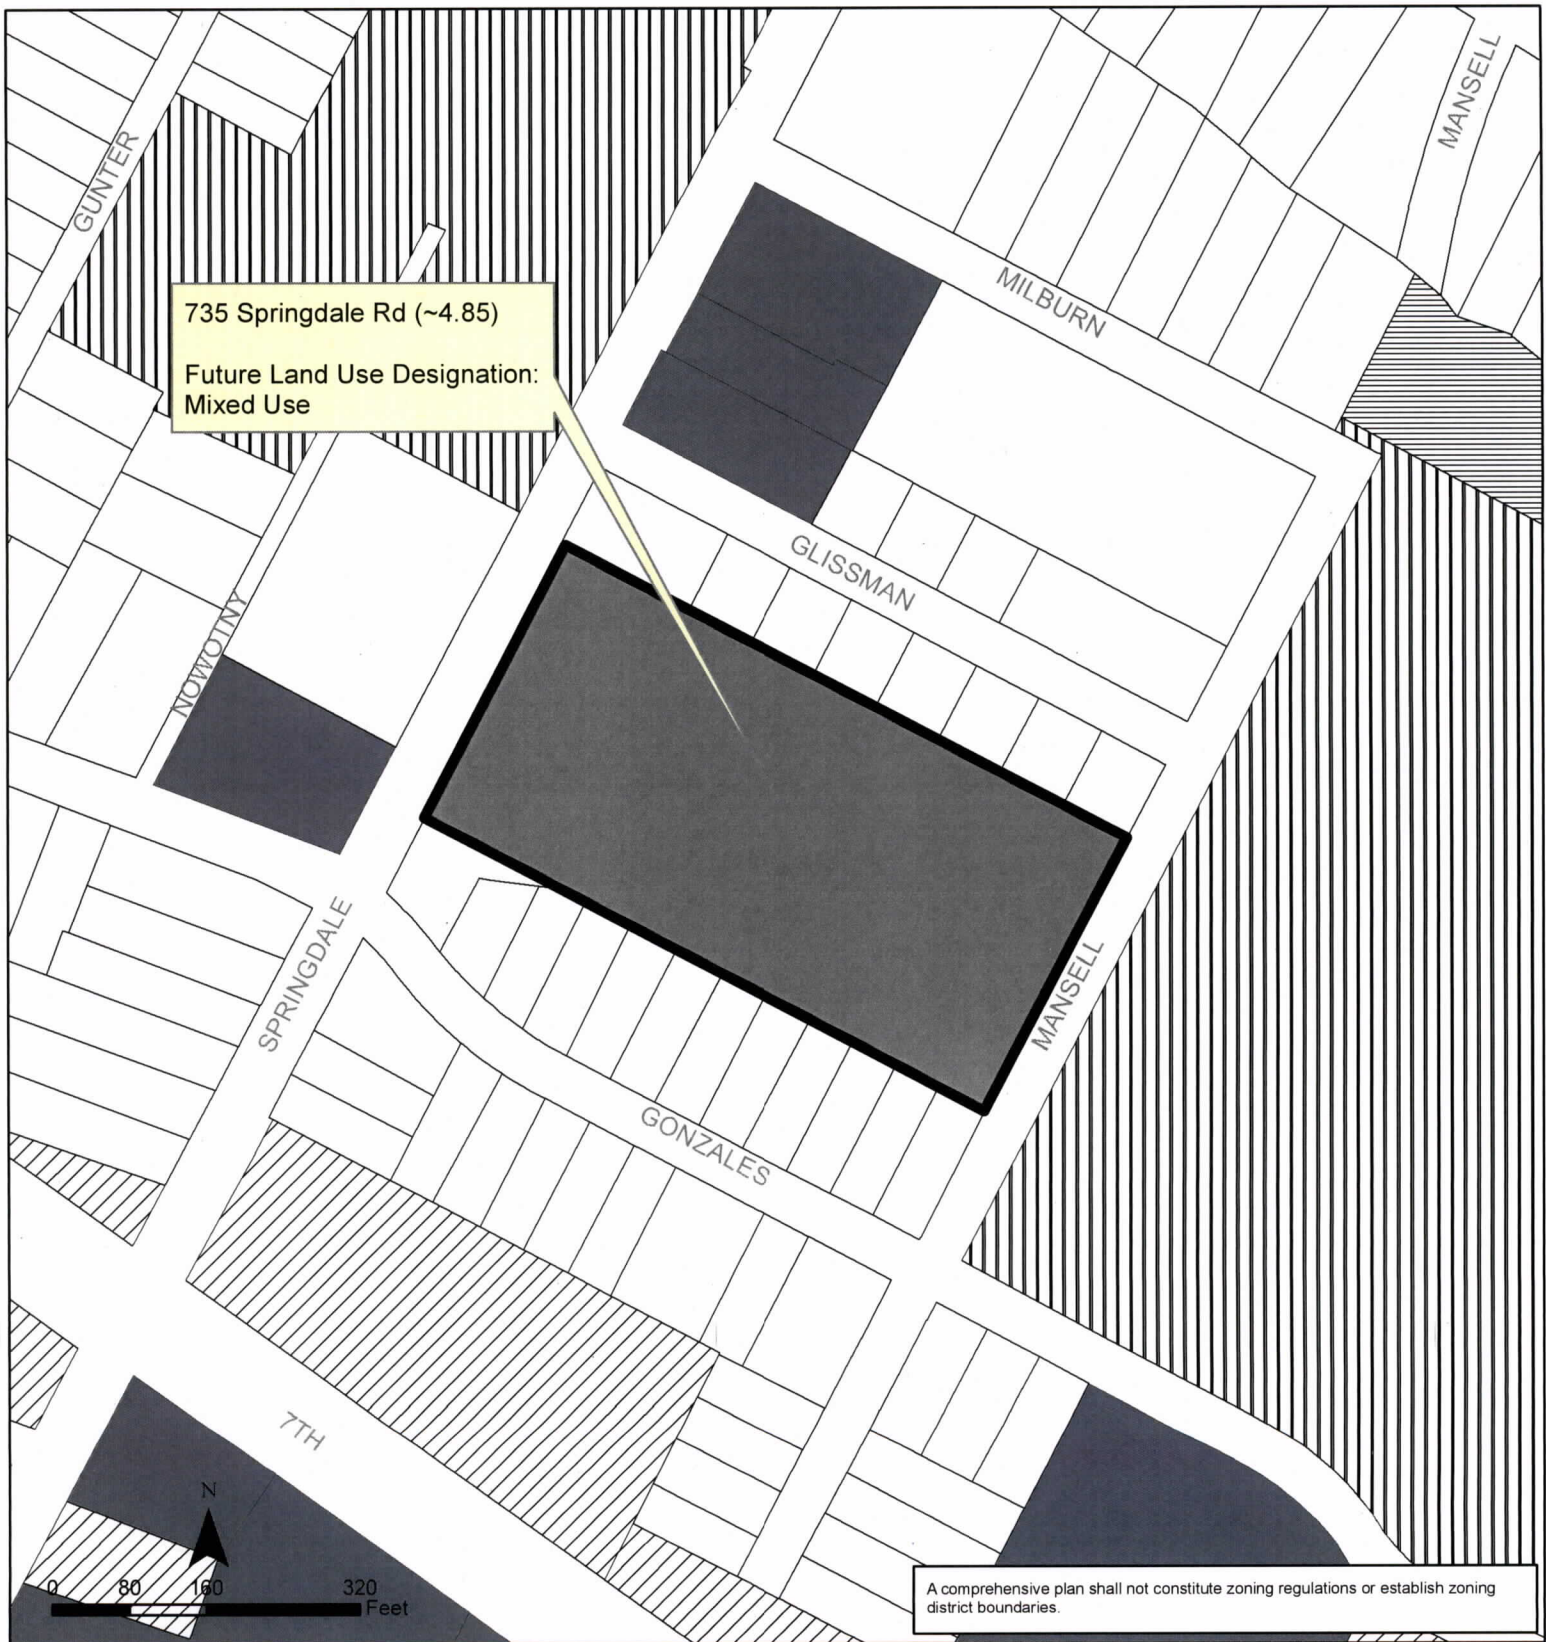 MANSELL
GUNTER
MILBURN
735 Springdale Rd (~4.85)
Future Land Use Designation:
Mixed Use
GLISSMAN
NOWOTNY
SPRINGDALE
MANSELL
GONZALES
7TH
N
0 80 160 320
Feet
A comprehensive plan shall not constitute zoning regulations or establish zoning
district boundaries.